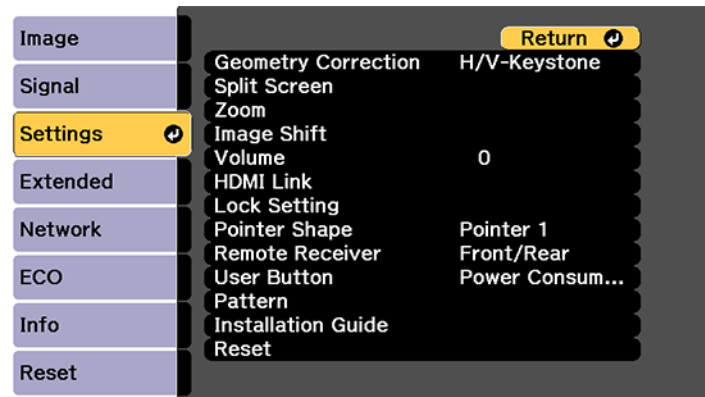 Image
Signal
Settings
Extended
Network
ECO
Info
Reset
Return
Geometry Correction H/V-Keystone
Split Screen
Zoom
Image Shift
Volume 0
HDMI Link
Lock Setting
Pointer Shape Pointer 1
Remote Receiver Front/Rear
User Button Power Consum...
Pattern
Installation Guide
Reset